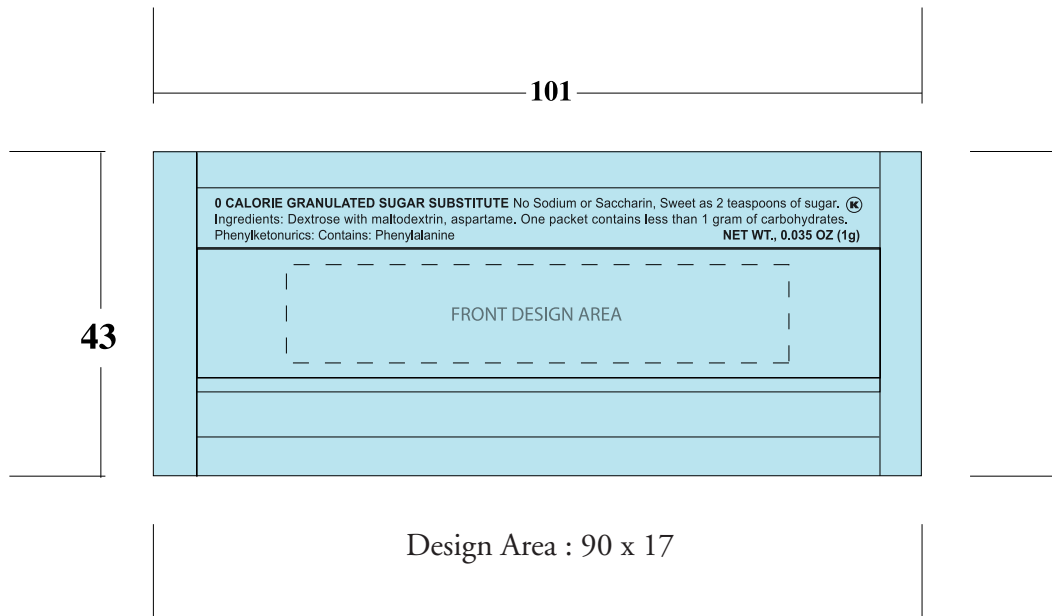 101
0 CALORIE GRANULATED SUGAR SUBSTITUTE No Sodium or Saccharin, Sweet as 2 teaspoons of sugar. K
Ingredients: Dextrose with maltodextrin, aspartame. One packet contains less than 1 gram of carbohydrates.
Phenylketonurics: Contains: Phenylalanine NET WT., 0.035 OZ (1g)
FRONT DESIGN AREA
43
Design Area : 90 x 17